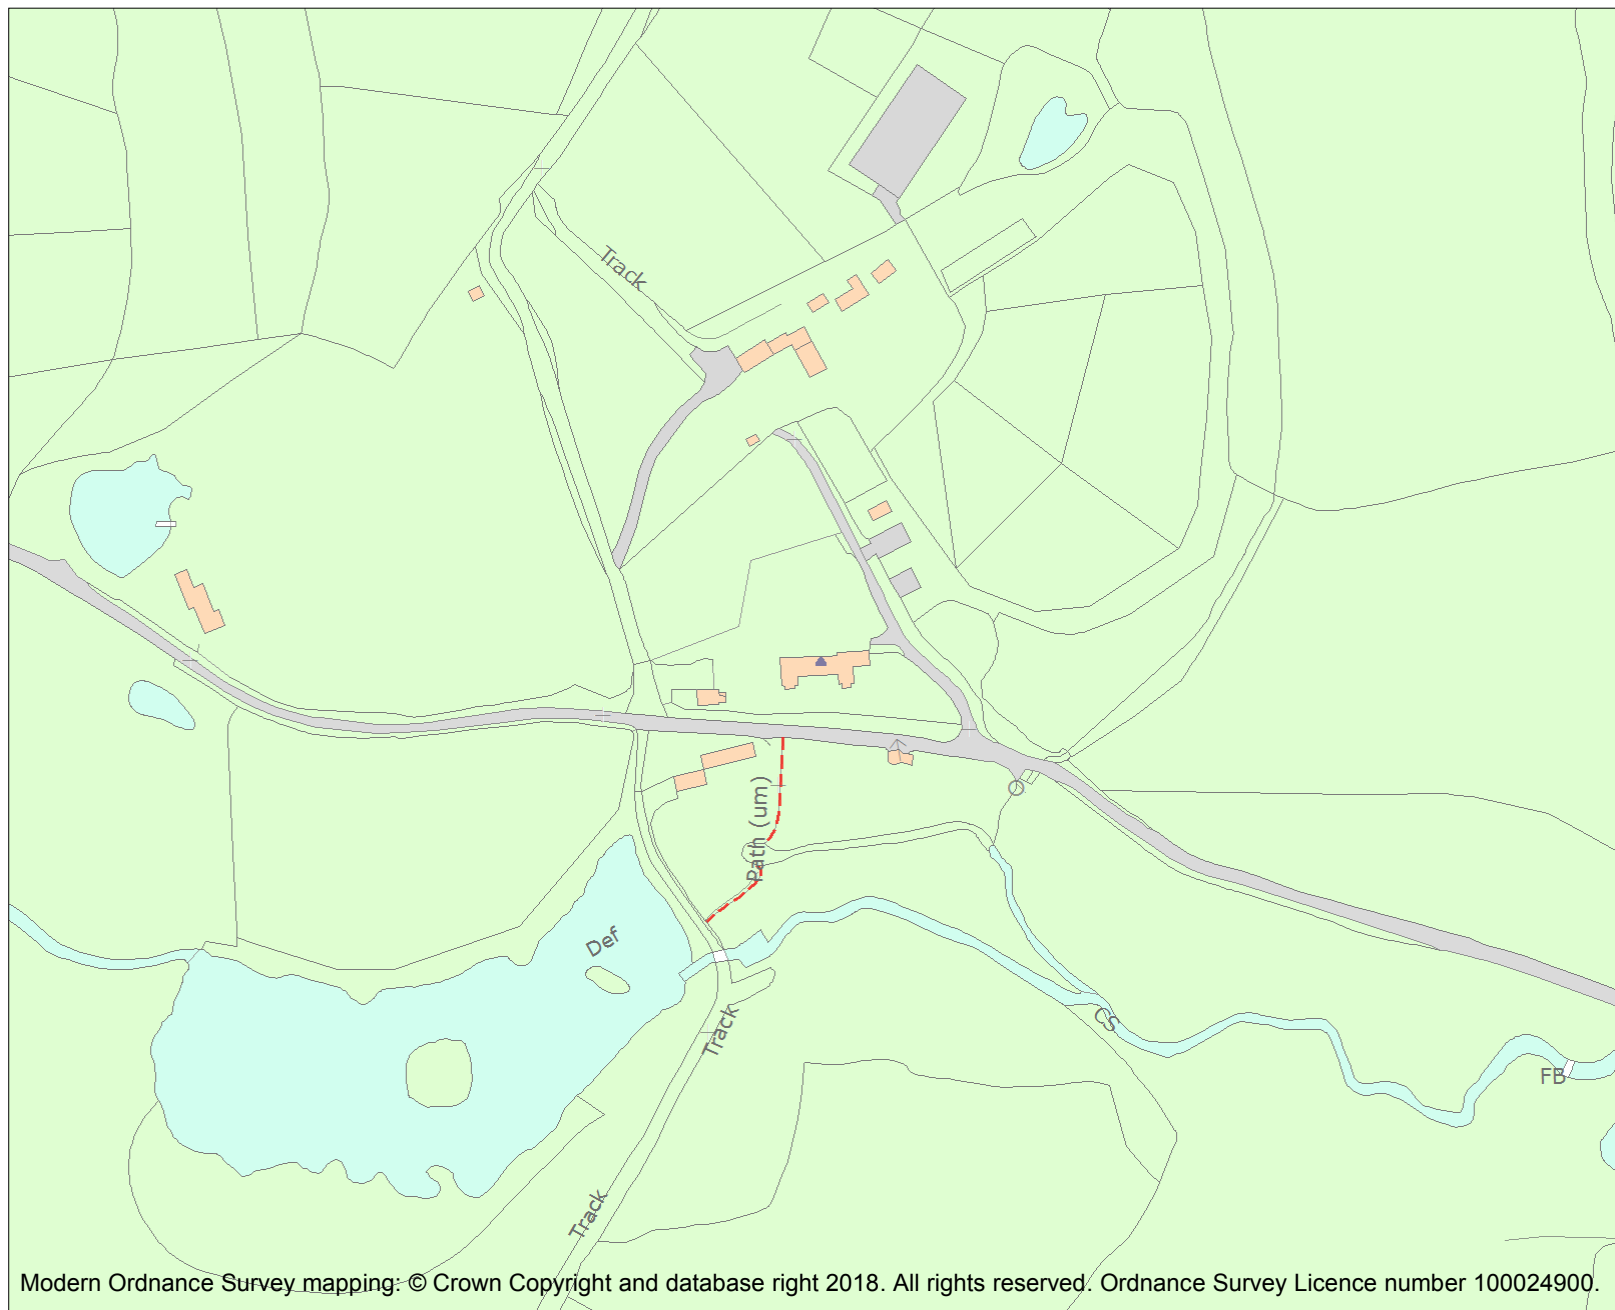 Track
Path (um)
Def
Track
CS
FB
Track
Modern Ordnance Survey mapping. © Crown Copyright and database right 2018. All rights reserved. Ordnance Survey Licence number 100024900.